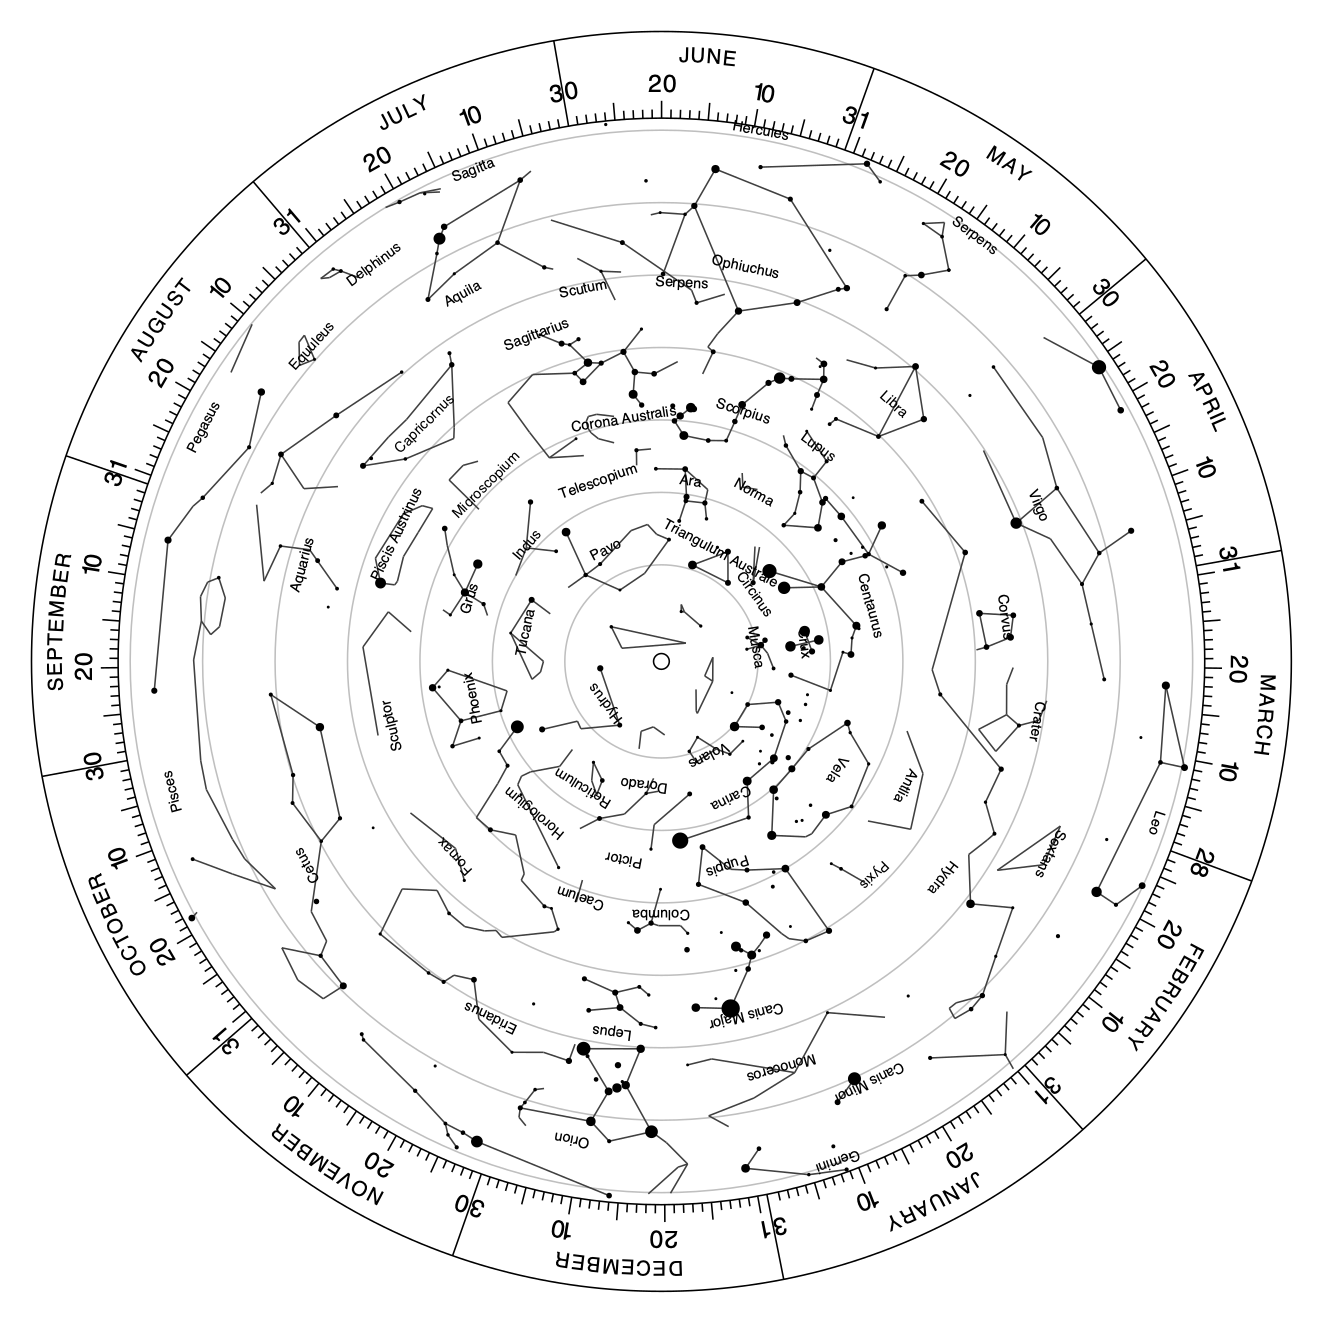 JUNE
30
20
10
31
MAY
20
10
30
APRIL
20
10
31
MARCH
20
10
28
FEBRUARY
20
10
31
JANUARY
20
10
31
DECEMBER
20
10
30
NOVEMBER
20
10
31
OCTOBER
20
10
30
SEPTEMBER
20
10
31
AUGUST
20
10
31
JULY
20
10
Hercules
Sagitta
Serpens
Delphinus
Ophiuchus
Aquila
Scutum
Serpens
Equuleus
Sagittarius
Pegasus
Capricornus
Corona Australis
Scorpius
Libra
Lupus
Microscopium
Telescopium
Ara
Norma
Virgo
Piscis Austrinus
Aquarius
Indus
Pavo
Triangulum Australe
Circinus
Centaurus
Grus
Tucana
Musca
Crux
Corvus
Phoenix
Hydrus
Sculptor
Crater
Pisces
Volans
Vela
Antlia
Reticulum
Dorado
Carina
Horologium
Leo
Cetus
Fornax
Pictor
Puppis
Pyxis
Hydra
Sextans
Caelum
Columba
Eridanus
Lepus
Canis Major
Monoceros
Canis Minor
Orion
Gemini